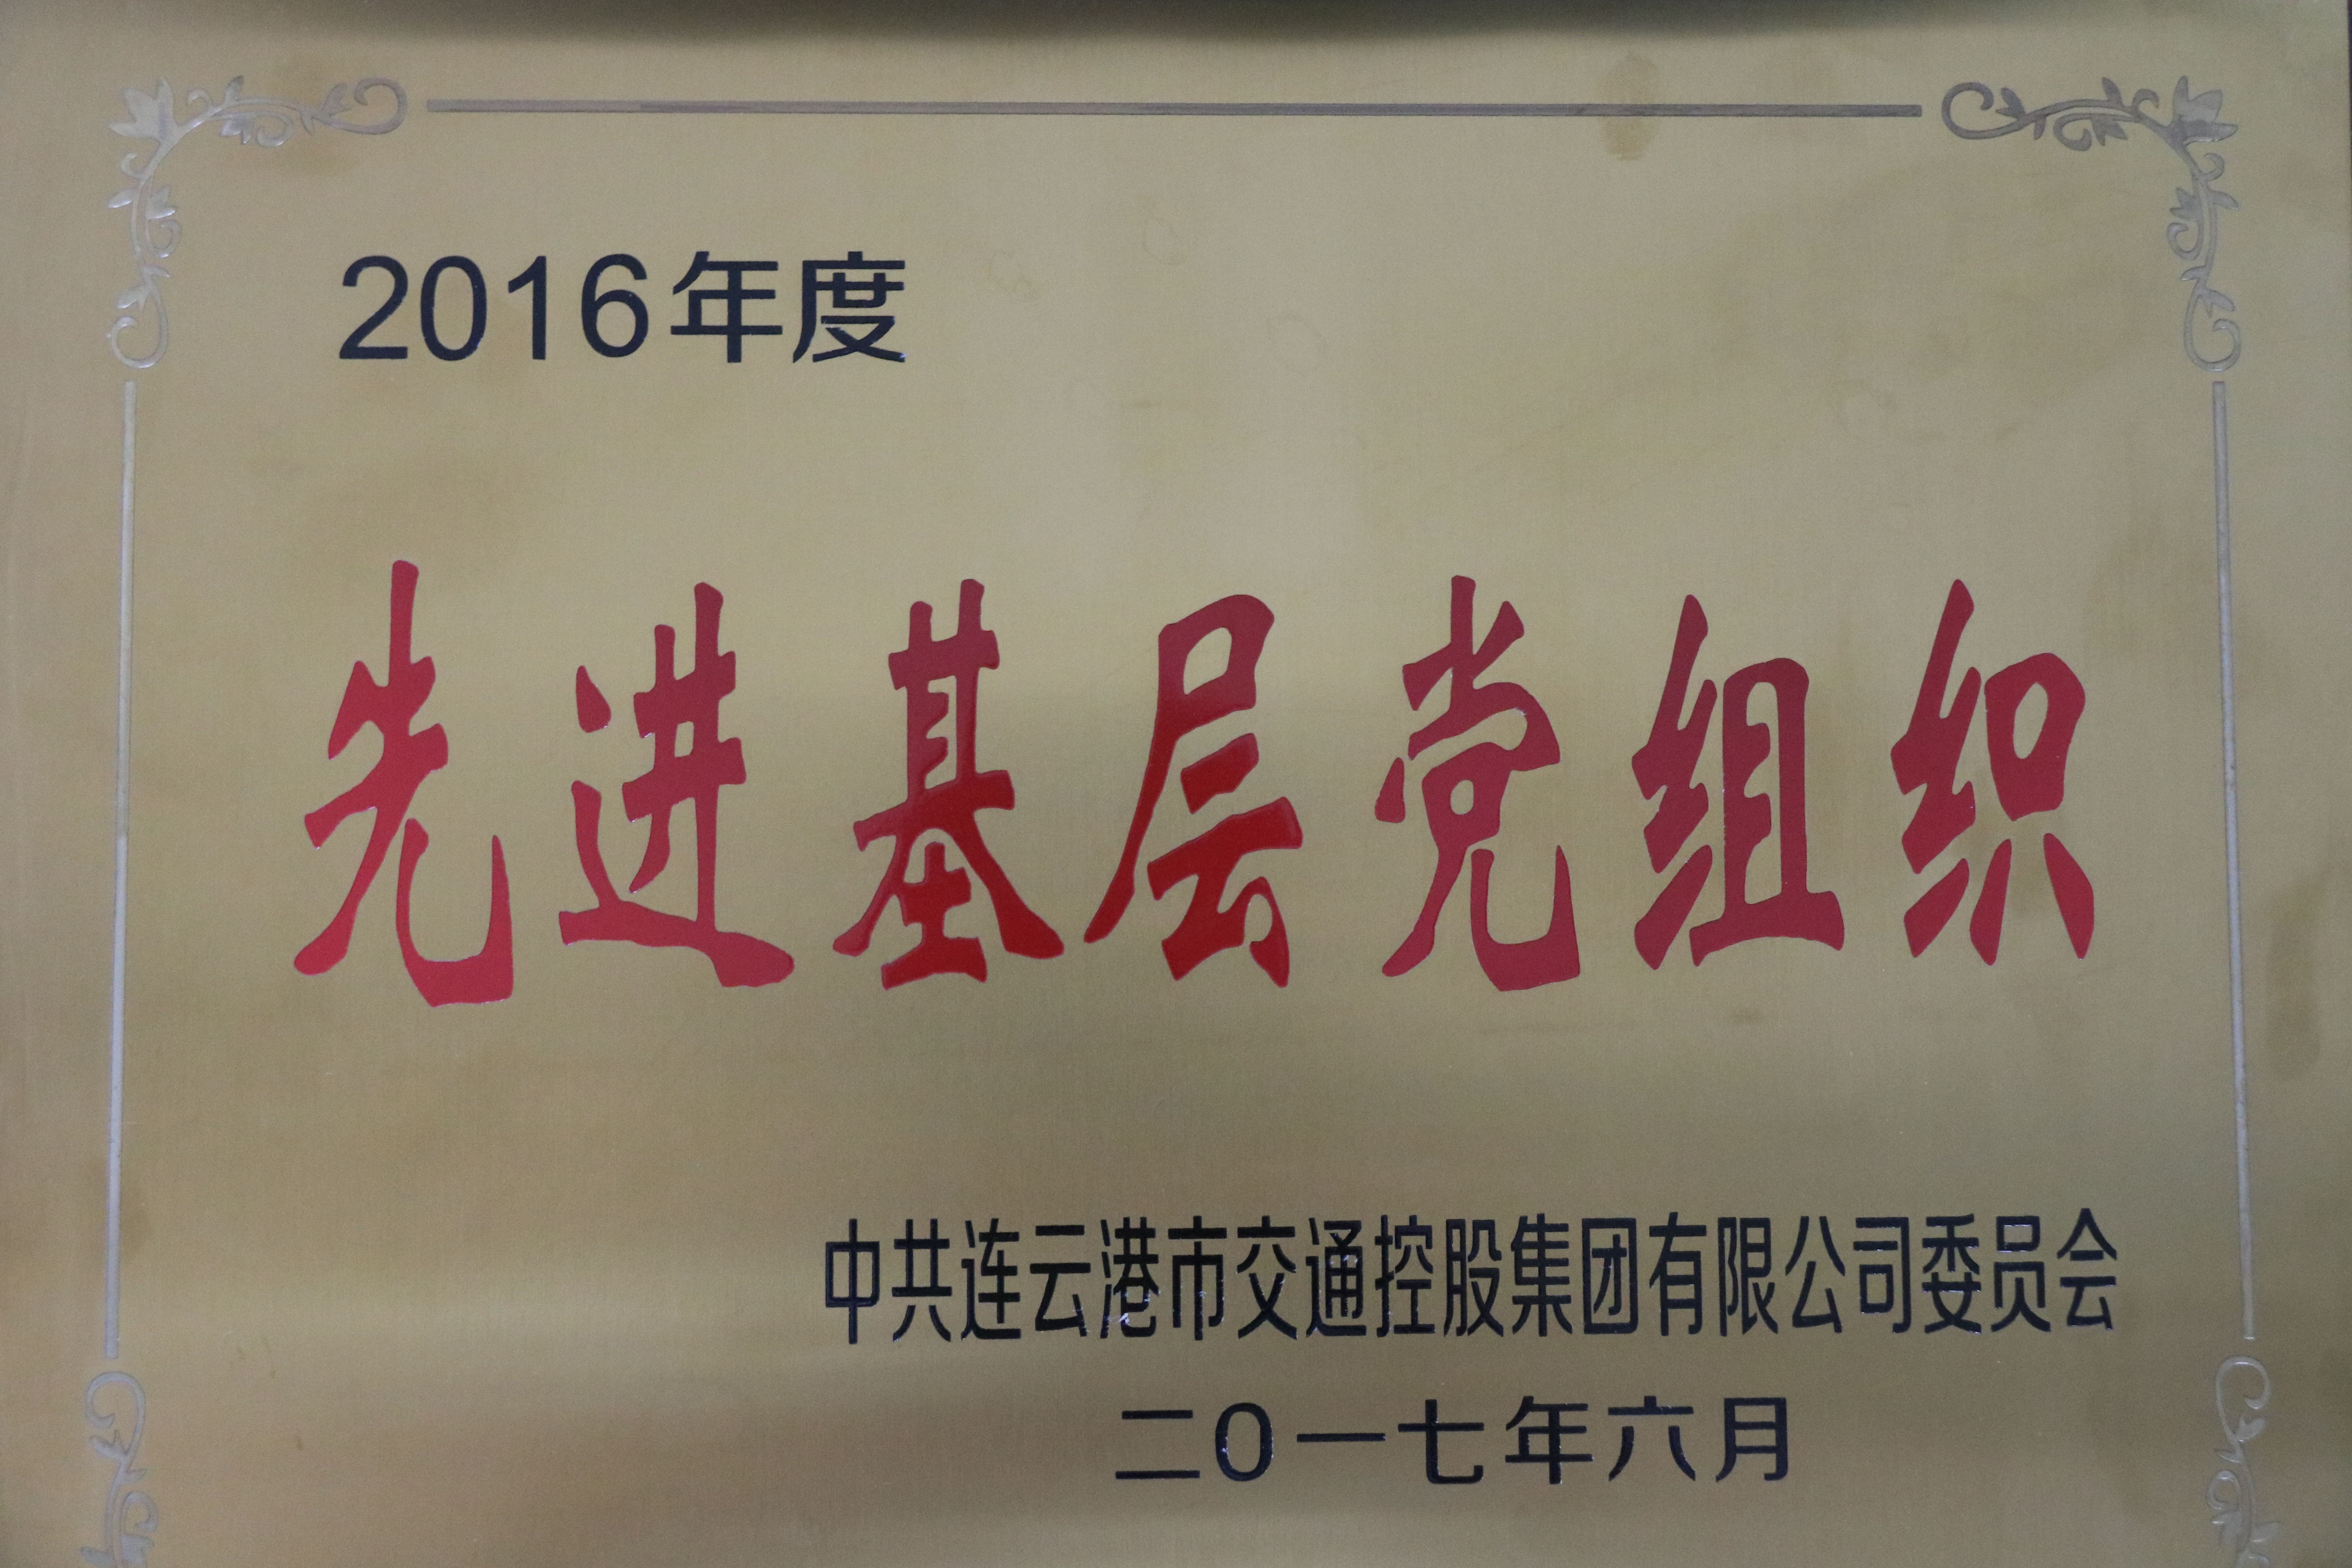 2016年度
先进基层党组织
中共连云港市交通控股集团有限公司委员会
二0一七年六月